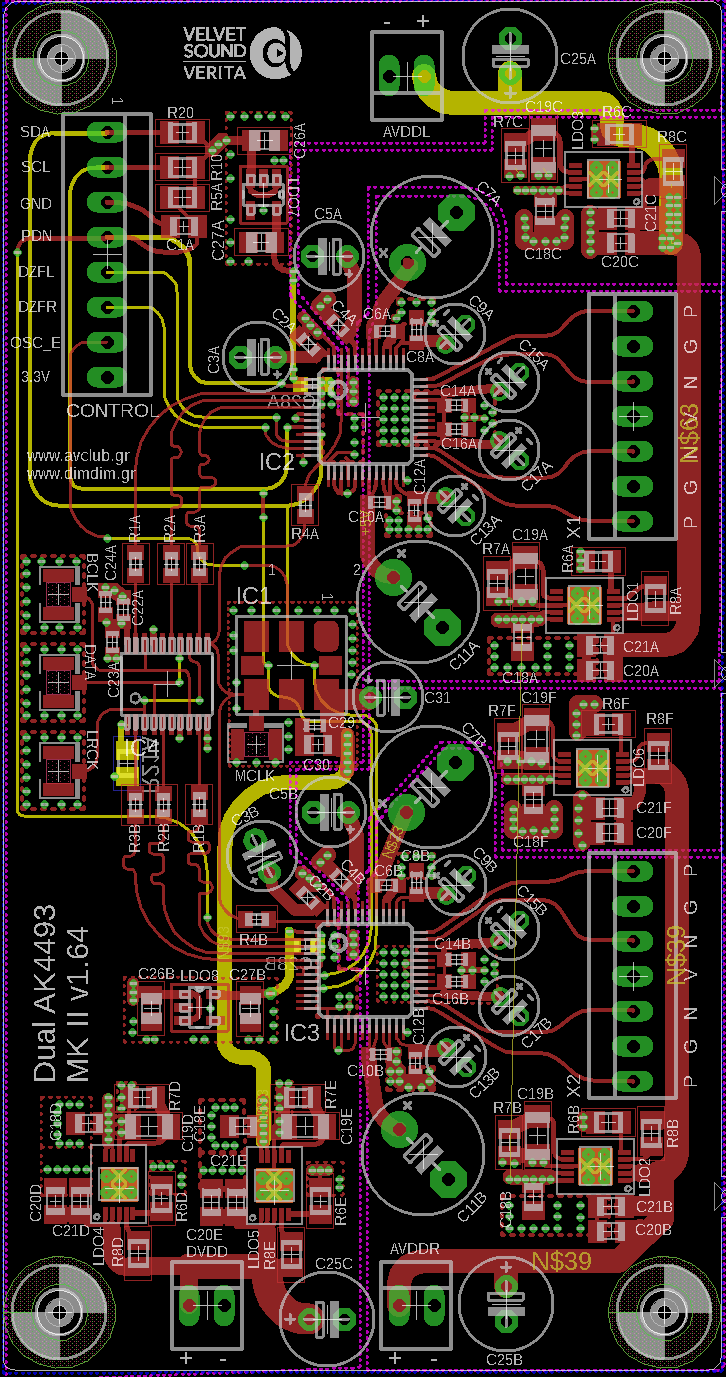 VELVET
SOUND
VERITA
- +
C25A
AVDDL
C19C
R7C
LDO3
R6C
R8C
C21C
C18C
C20C
1
SDA
SCL
GND
PDN
DZFL
DZFR
OSC_E
3.3V
CONTROL
R20
R10
R5A
C1A
C26A
LDO7
C27A
C5A
C7A
C2A
C4A
C3A
C6A
C8A
C9A
C15A
C14A
C16A
C17A
C12A
C10A
C13A
IC2
R4A
P
G
N
V
N
G
P
N$63
X1
www.avclub.gr
www.dimdim.gr
R1A
R2A
R3A
BCLK
C24A
C22A
C23A
DATA
LRCK
IC1
1
1
2
C11A
R7A
C19A
R6A
LDO1
R8A
C18A
C21A
C20A
C31
C29
C30
MCLK
IC4
R3B
R2B
R1B
C19F
R7F
R6F
R8F
LDO6
C18F
C21F
C20F
C7B
C5B
C3B
C4B
C2B
C6B
C8B
C9B
C15B
C14B
C16B
C17B
C12B
C10B
C13B
R4B
IC3
C26B
LDO8
C27B
P
G
N
V
N
G
P
N$39
X2
Dual AK4493
MK II v1.64
C18D
R7D
C19D
C20D
C21D
R6D
LDO4
R8D
C18E
R7E
C19E
C21E
C20E
R6E
LDO5
R8E
DVDD
+ -
C25C
C11B
R7B
C19B
R6B
R8B
LDO2
C18B
C21B
C20B
AVDDR
N$39
+ -
C25B